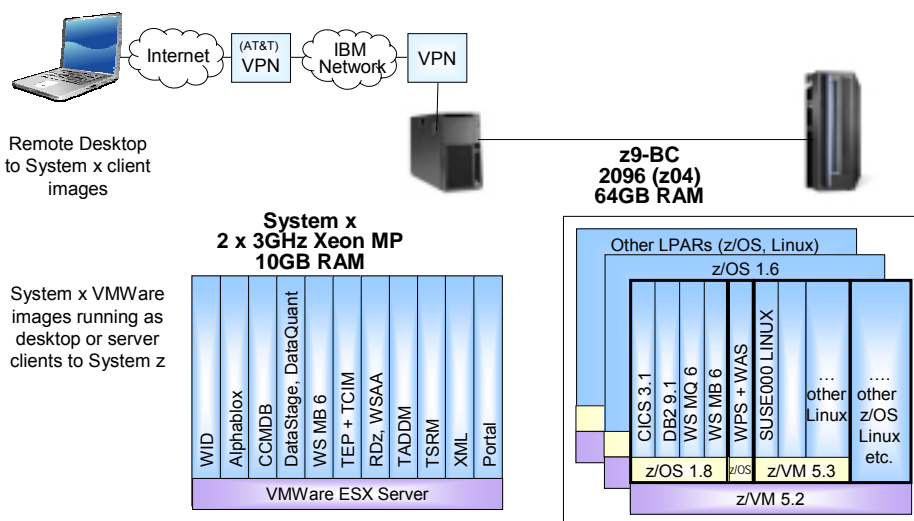 Internet
(AT&T)
VPN
IBM
Network
VPN
Remote Desktop
to System x client
images
z9-BC
2096 (z04)
64GB RAM
System x
2 x 3GHz Xeon MP
10GB RAM
System x VMWare
images running as
desktop or server
clients to System z
WID
Alphablox
CCMDB
DataStage, DataQuant
WS MB 6
TEP + TCIM
RDz, WSAA
TADDM
TSRM
XML
Portal
VMWare ESX Server
Other LPARs (z/OS, Linux)
z/OS 1.6
CICS 3.1
DB2 9.1
WS MQ 6
WS MB 6
WPS + WAS
SUSE000 LINUX
...
other
Linux
....
other
z/OS
Linux
etc.
z/OS 1.8
z/OS
z/VM 5.3
z/VM 5.2